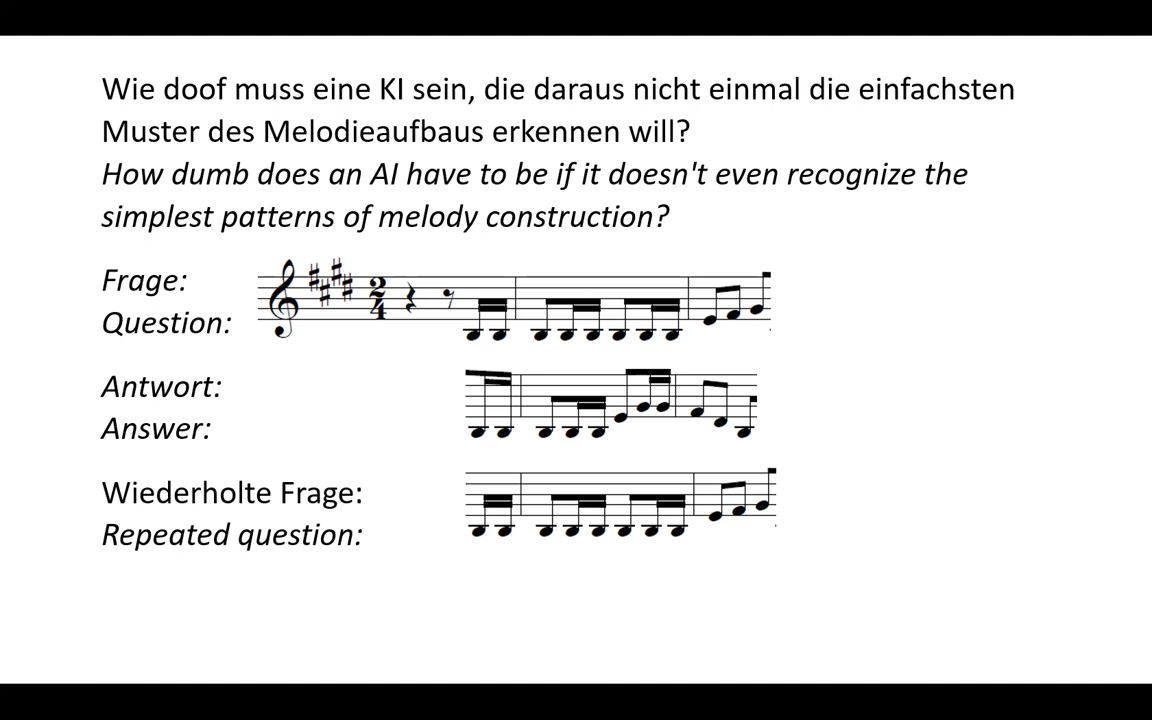 Wie doof muss eine KI sein, die daraus nicht einmal die einfachsten
Muster des Melodieaufbaus erkennen will?
How dumb does an AI have to be if it doesn't even recognize the
simplest patterns of melody construction?
Frage:
Question:
2
4
Antwort:
Answer:
Wiederholte Frage:
Repeated question: